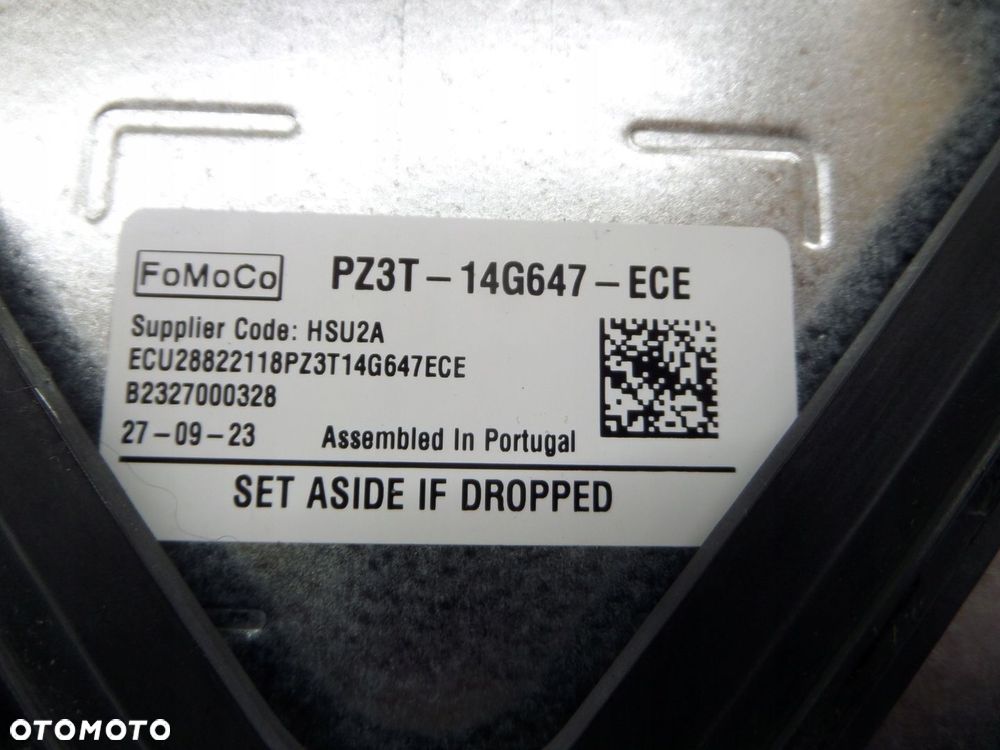 FoMoCo PZ3T-14G647-ECE
Supplier Code: HSU2A
ECU28822118PZ3T14G647ECE
B2327000328
27-09-23 Assembled In Portugal
SET ASIDE IF DROPPED
OTOMOTO